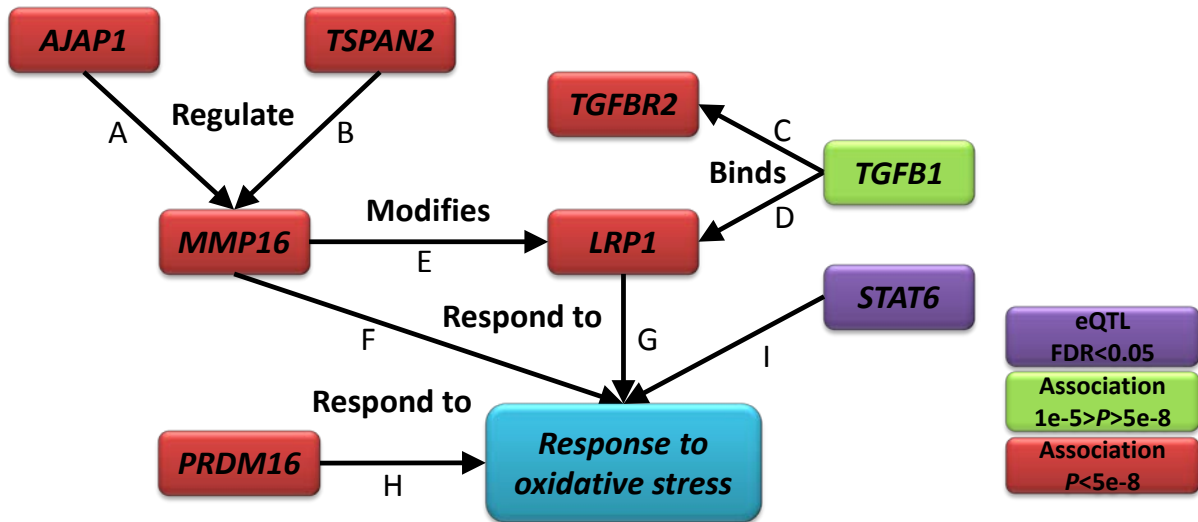 AJAP1
TSPAN2
Regulate
A
B
TGFBR2
C
Binds
TGFB1
D
MMP16
Modifies
E
LRP1
STAT6
F
Respond to
G
I
eQTL
FDR<0.05
Association
1e-5>P>5e-8
Association
P<5e-8
Respond to
PRDM16
H
Response to
oxidative stress